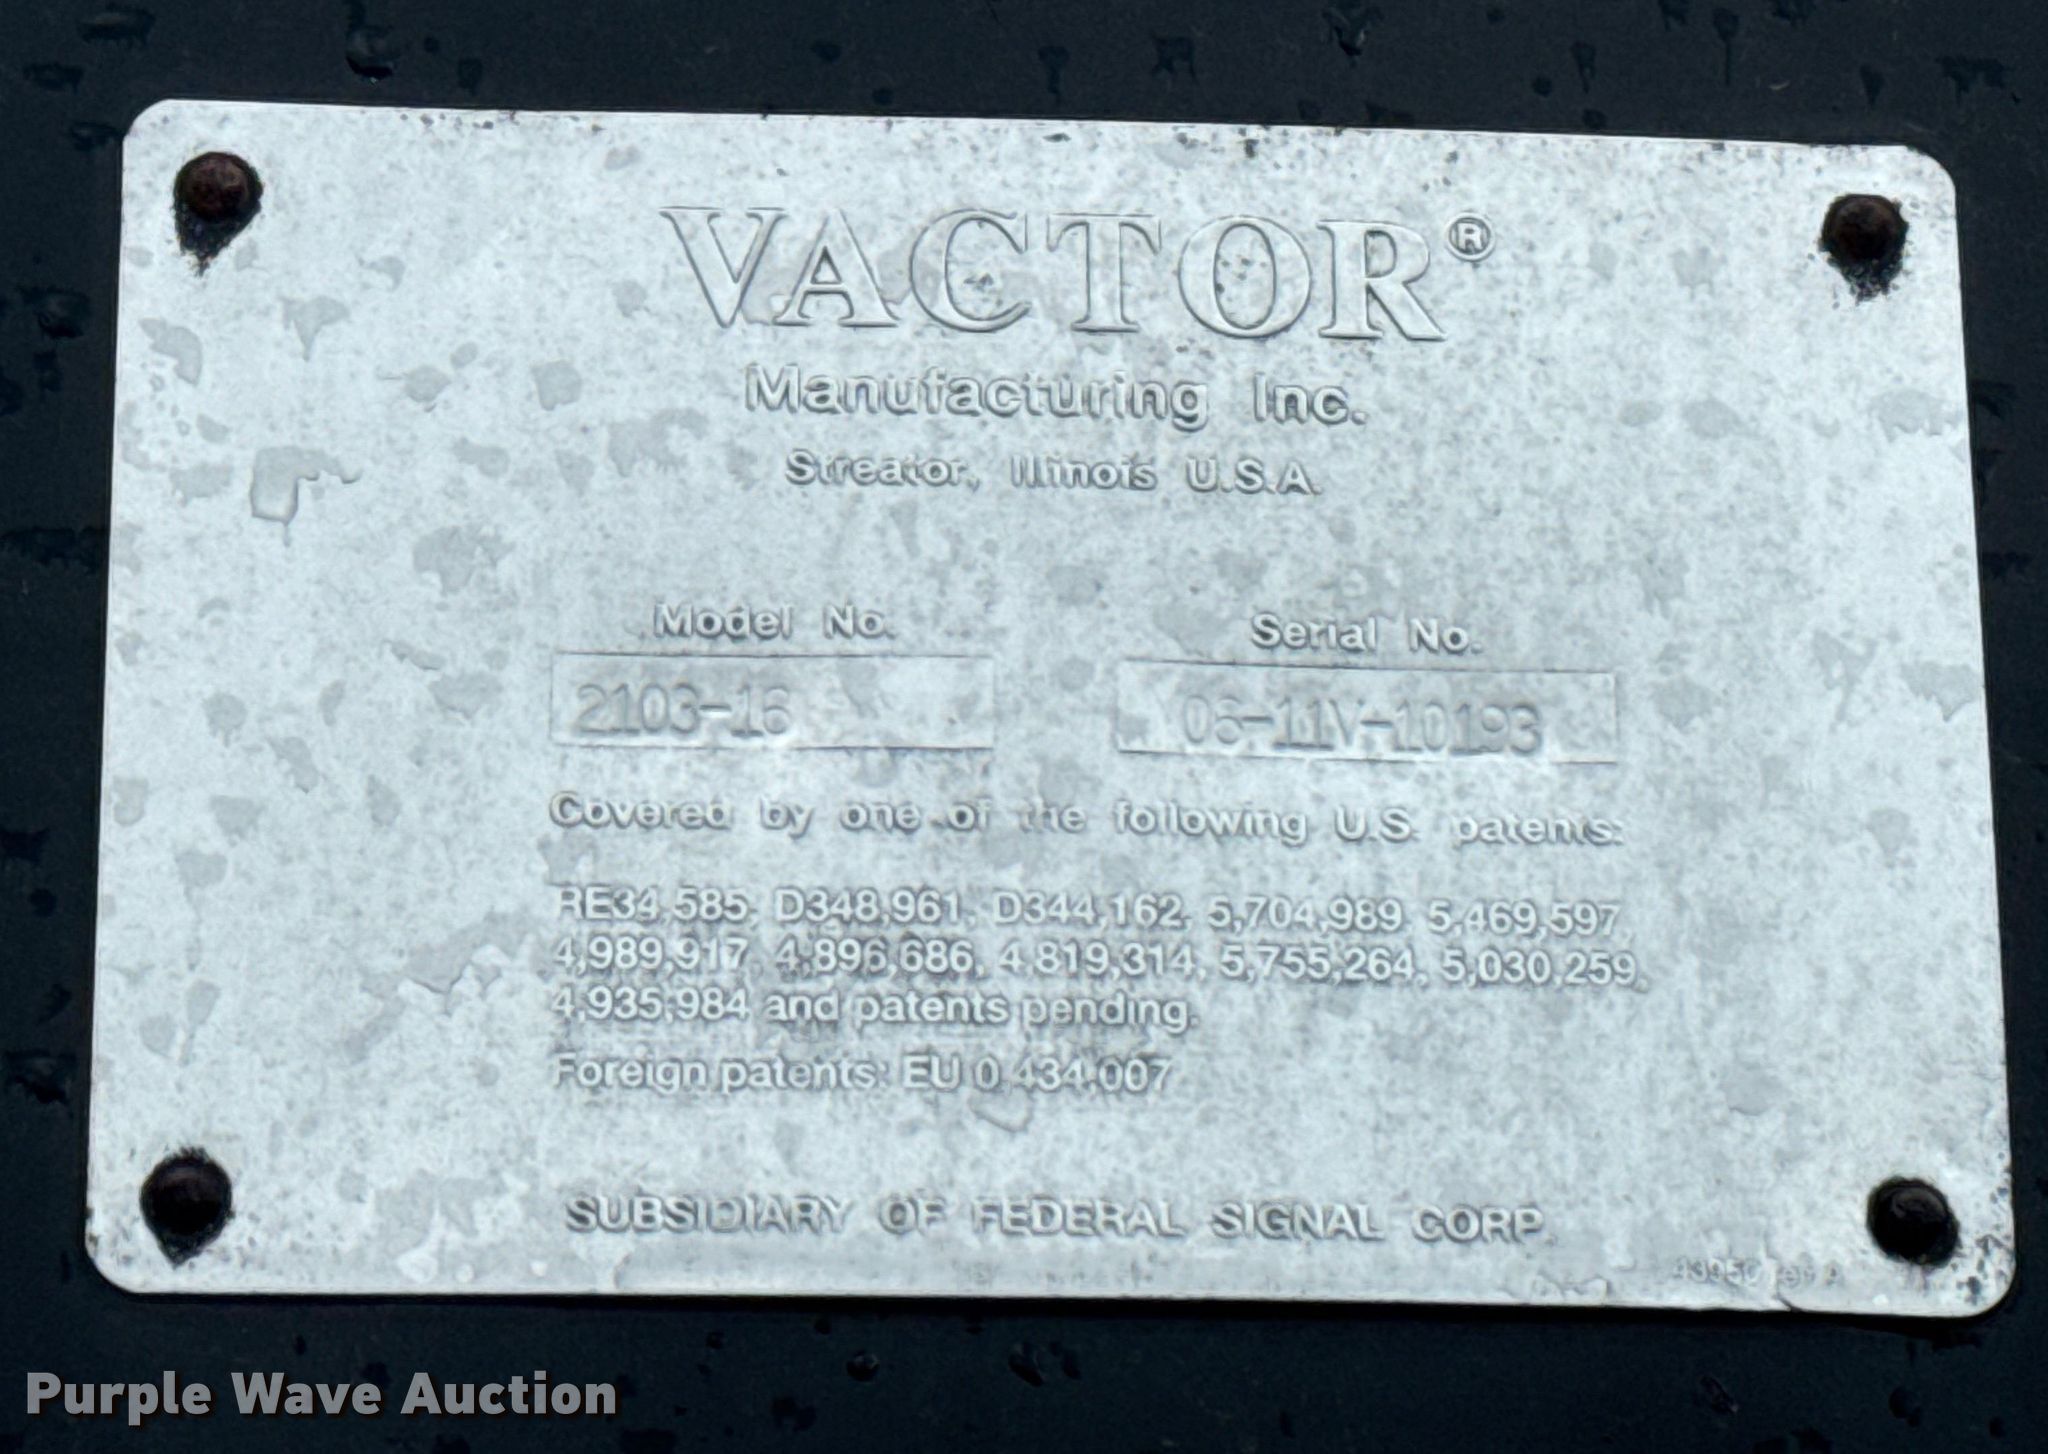 VACTOR®
Manufacturing Inc.
Streator, Illinois U.S.A.
Model No. Serial No.
2103-16 06-11V-10193
Covered by one of the following U.S. patents:
RE34,585, D348,961, D344,162, 5,704,989, 5,469,597,
4,989,917, 4,896,686, 4,819,314, 5,755,264, 5,030,259,
4,935,984 and patents pending.
Foreign patents: EU 0,434,007
SUBSIDIARY OF FEDERAL SIGNAL CORP.
Purple Wave Auction